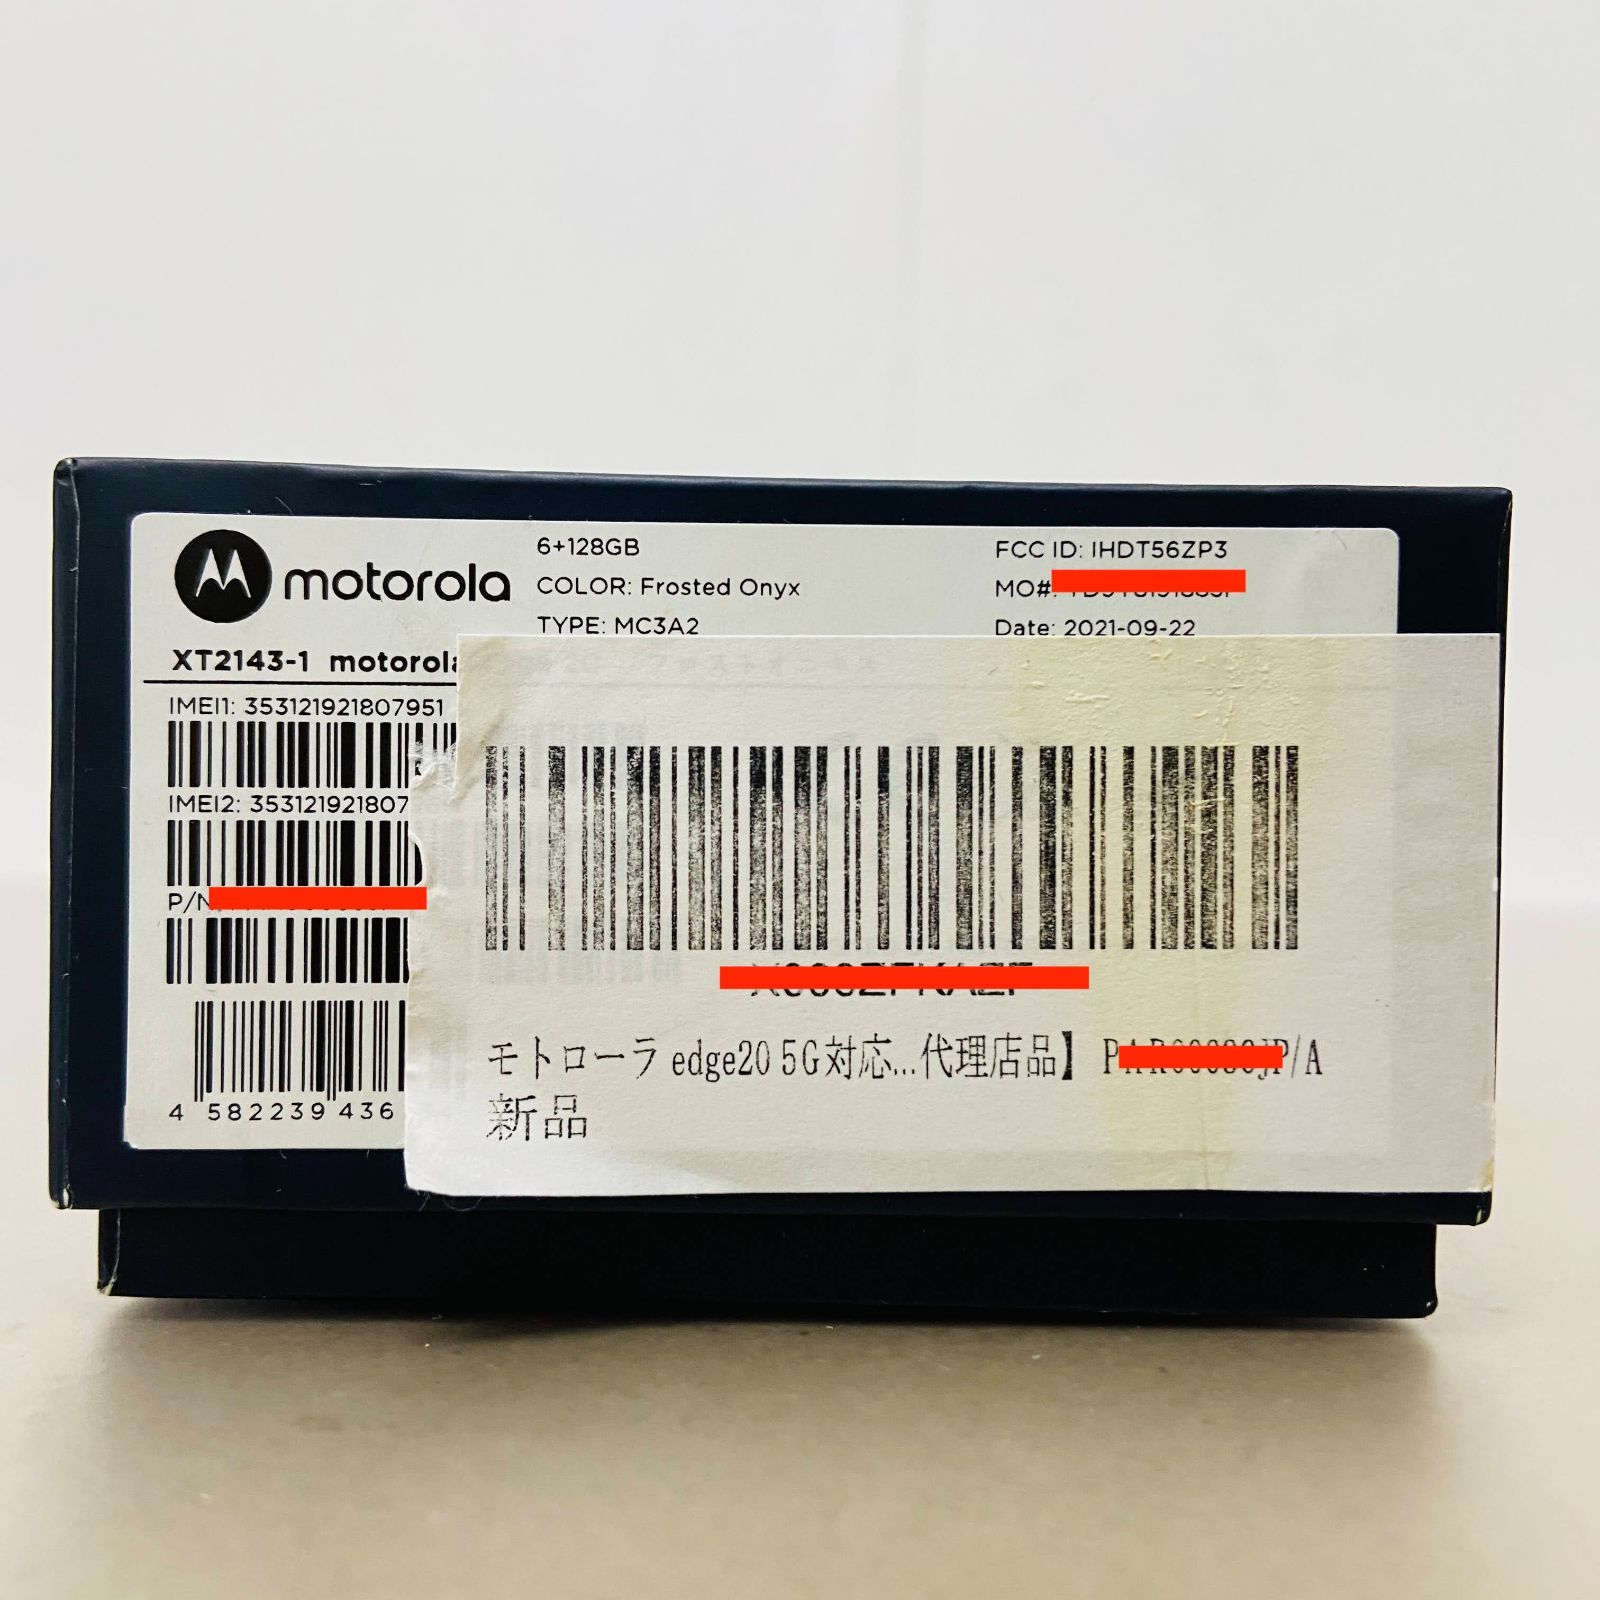 motorola
6+128GB
COLOR: Frosted Onyx
TYPE: MC3A2
FCC ID: IHDT56ZP3
MO#:
Date: 2021-09-22
XT2143-1 motorola
IMEI1: 353121921807951
IMEI2: 353121921807
P/N
4 582239 436
モトローラ edge20 5G対応...代理店品】 P /A
新品